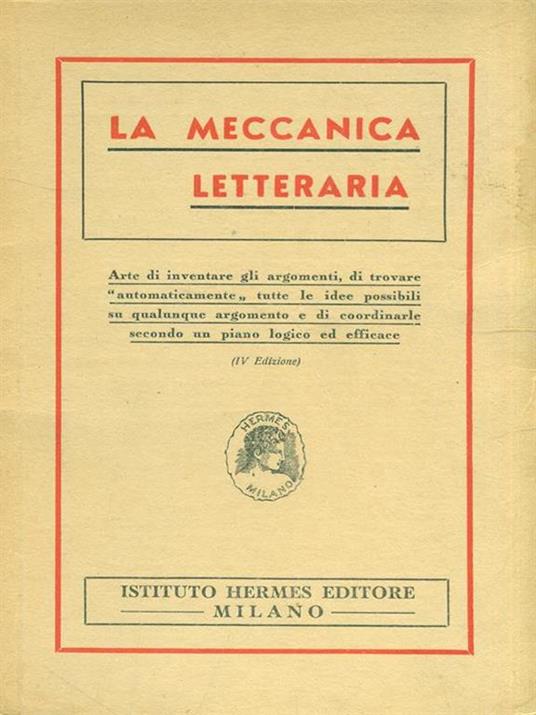 LA MECCANICA
LETTERARIA
Arte di inventare gli argomenti, di trovare
"automaticamente„ tutte le idee possibili
su qualunque argomento e di coordinarle
secondo un piano logico ed efficace
(IV Edizione)
HERMES
MILANO
ISTITUTO HERMES EDITORE
MILANO